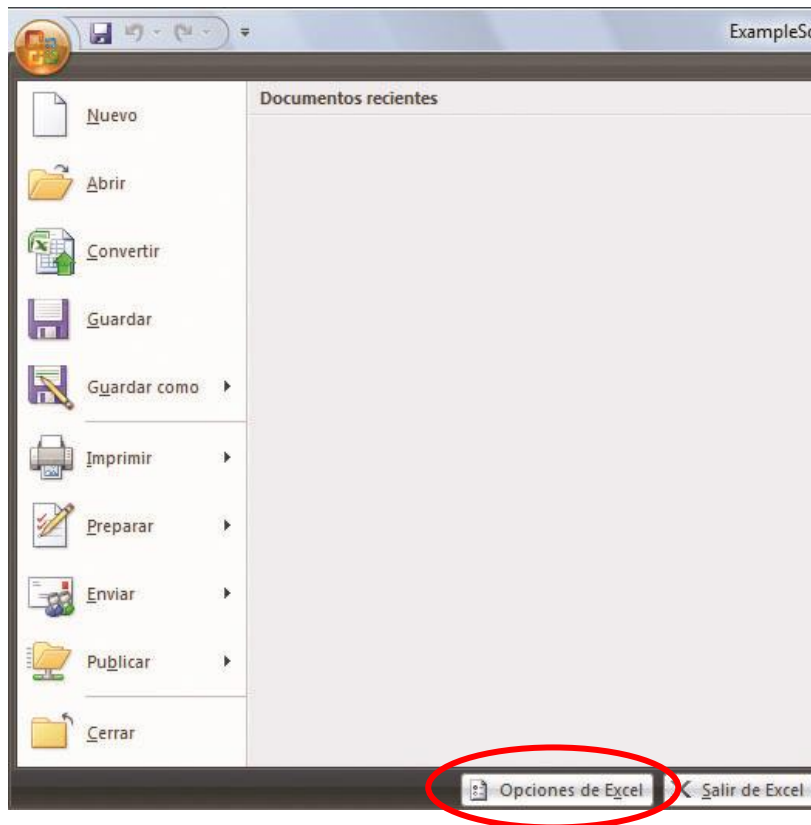 ExampleSc
Documentos recientes
Nuevo
Abrir
Convertir
Guardar
Guardar como
Imprimir
Preparar
Enviar
Publicar
Cerrar
Opciones de Excel
Salir de Excel